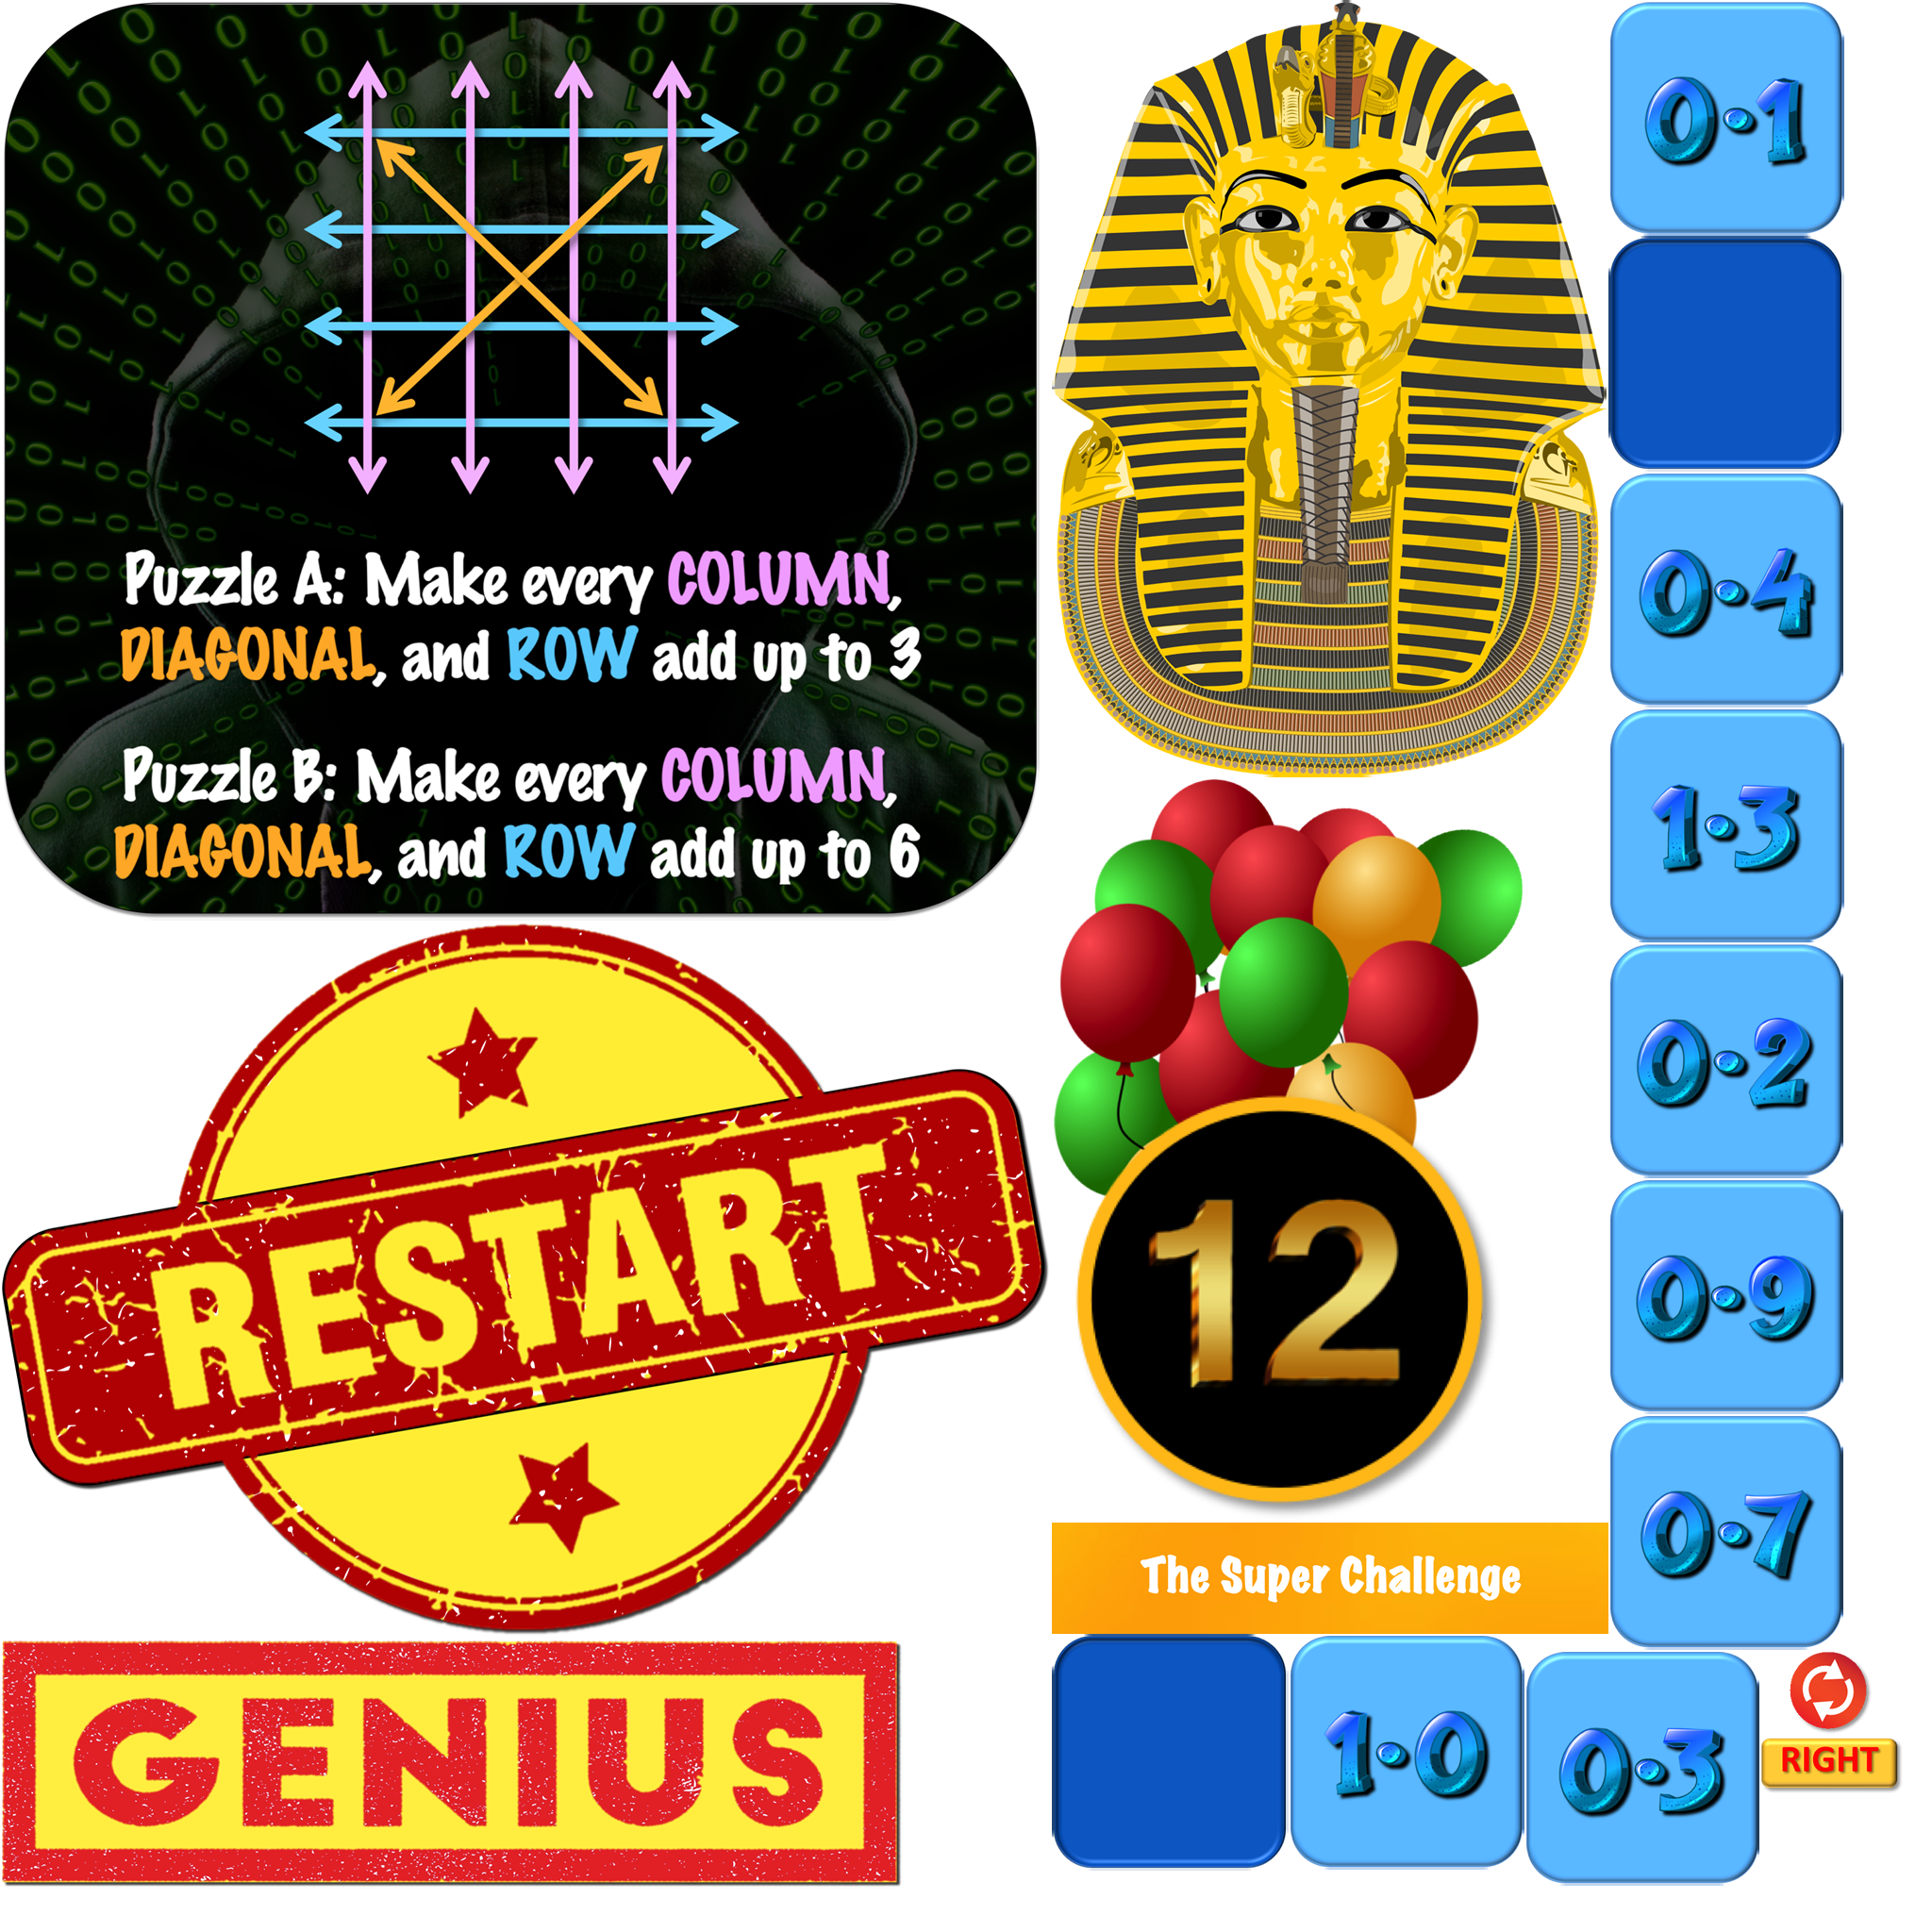 Puzzle A: Make every COLUMN,
DIAGONAL, and ROW add up to 3
Puzzle B: Make every COLUMN,
DIAGONAL, and ROW add up to 6
RESTART
GENIUS
12
The Super Challenge
0·1
0·4
1·3
0·2
0·9
0·7
1·0
0·3
RIGHT